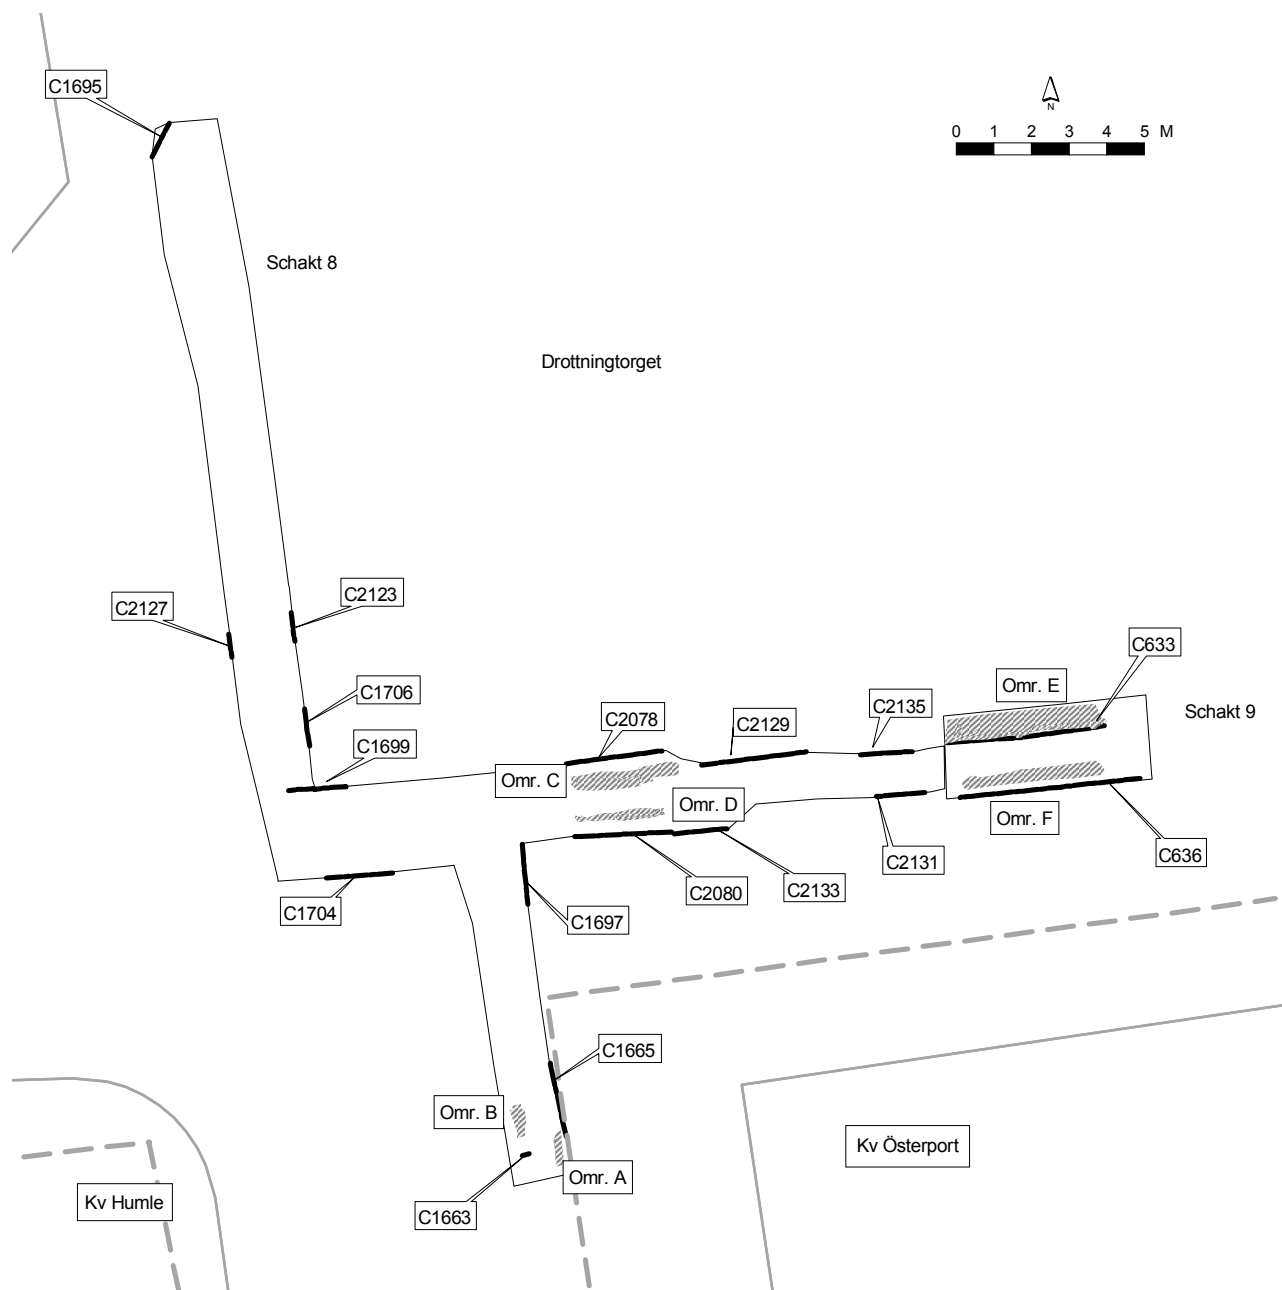 C1695
N
0 1 2 3 4 5 M
Schakt 8
Drottningtorget
C2123
C2127
C633
Omr. E
C1706
C2135
Schakt 9
C2078
C2129
C1699
Omr. C
Omr. D
Omr. F
C636
C2131
C2133
C2080
C1704
C1697
C1665
Omr. B
Kv Österport
Omr. A
Kv Humle
C1663